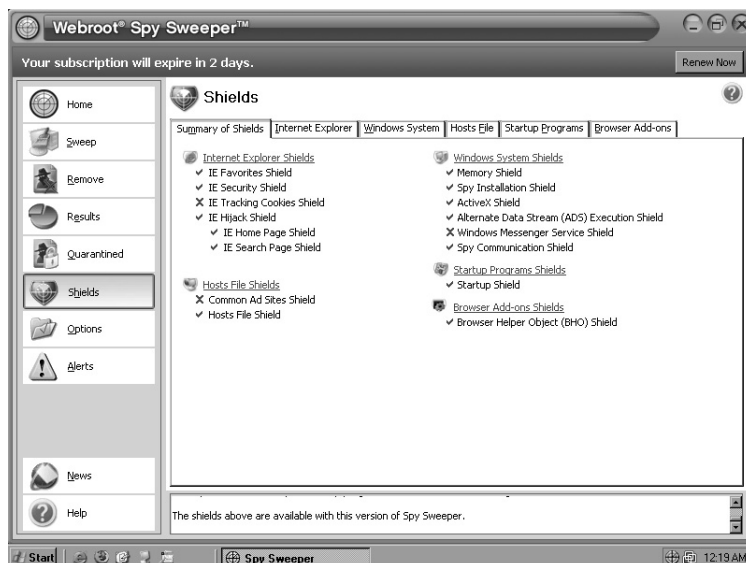 Webroot® Spy Sweeper™
Your subscription will expire in 2 days.
Renew Now
Home
Sweep
Remove
Results
Quarantined
Shields
Options
Alerts
News
Help
Shields
Summary of Shields
Internet Explorer
Windows System
Hosts File
Startup Programs
Browser Add-ons
Internet Explorer Shields
IE Favorites Shield
IE Security Shield
IE Tracking Cookies Shield
IE Hijack Shield
IE Home Page Shield
IE Search Page Shield
Hosts File Shields
Common Ad Sites Shield
Hosts File Shield
Windows System Shields
Memory Shield
Spy Installation Shield
ActiveX Shield
Alternate Data Stream (ADS) Execution Shield
Windows Messenger Service Shield
Spy Communication Shield
Startup Programs Shields
Startup Shield
Browser Add-ons Shields
Browser Helper Object (BHO) Shield
The shields above are available with this version of Spy Sweeper.
Start
Spy Sweeper
12:19 AM